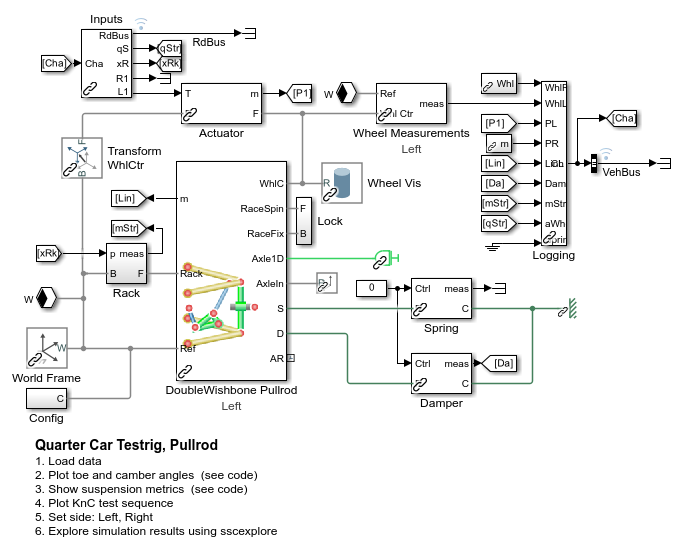 Inputs
RdBus
RdBus
qS
[qStr]
[Cha]
Cha
xR
[xRk]
R1
L1
T
m
[P1]
F
Actuator
W
Ref
meas
Whl Ctr
Wheel Measurements
Left
Whl
WhlF
WhlL
[P1]
PL
m
PR
[Lin]
Lin
[Da]
Dam
[mStr]
mStr
[qStr]
aWh
Logging
[Cha]
VehBus
F
B
Transform
WhlCtr
[Lin]
m
[mStr]
[xRk]
p meas
B F
Rack
W
W
World Frame
C
Config
WhlC
RaceSpin
RaceFix
Axle1D
AxleIn
S
D
AR
Rack
Ref
DoubleWishbone Pullrod
Left
R
Wheel Vis
F
B
Lock
0
Ctrl meas
C
Spring
Ctrl meas
C
[Da]
Damper
Quarter Car Testrig, Pullrod
1. Load data
2. Plot toe and camber angles (see code)
3. Show suspension metrics (see code)
4. Plot KnC test sequence
5. Set side: Left, Right
6. Explore simulation results using sscexplore